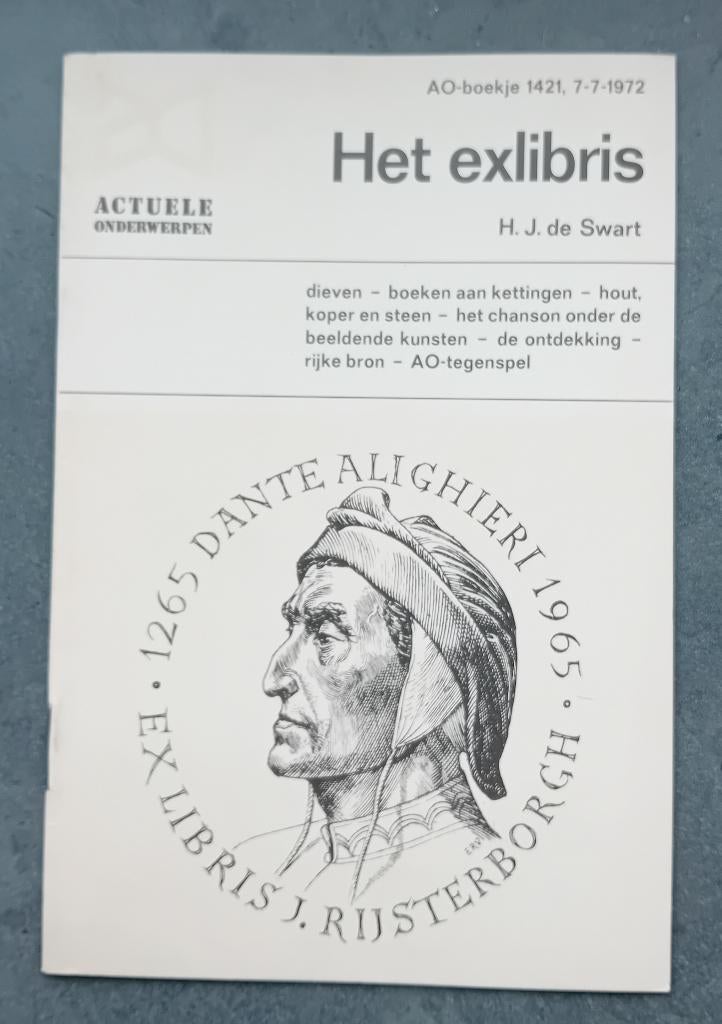 AO-boekje 1421, 7-7-1972
Het exlibris
ACTUELE
ONDERWERPEN
H. J. de Swart
dieven – boeken aan kettingen – hout,
koper en steen – het chanson onder de
beeldende kunsten – de ontdekking –
rijke bron – AO-tegenspel
1265 DANTE ALIGHIERI 1965 ·
EX LIBRIS J. RIJSTERBORGH ·